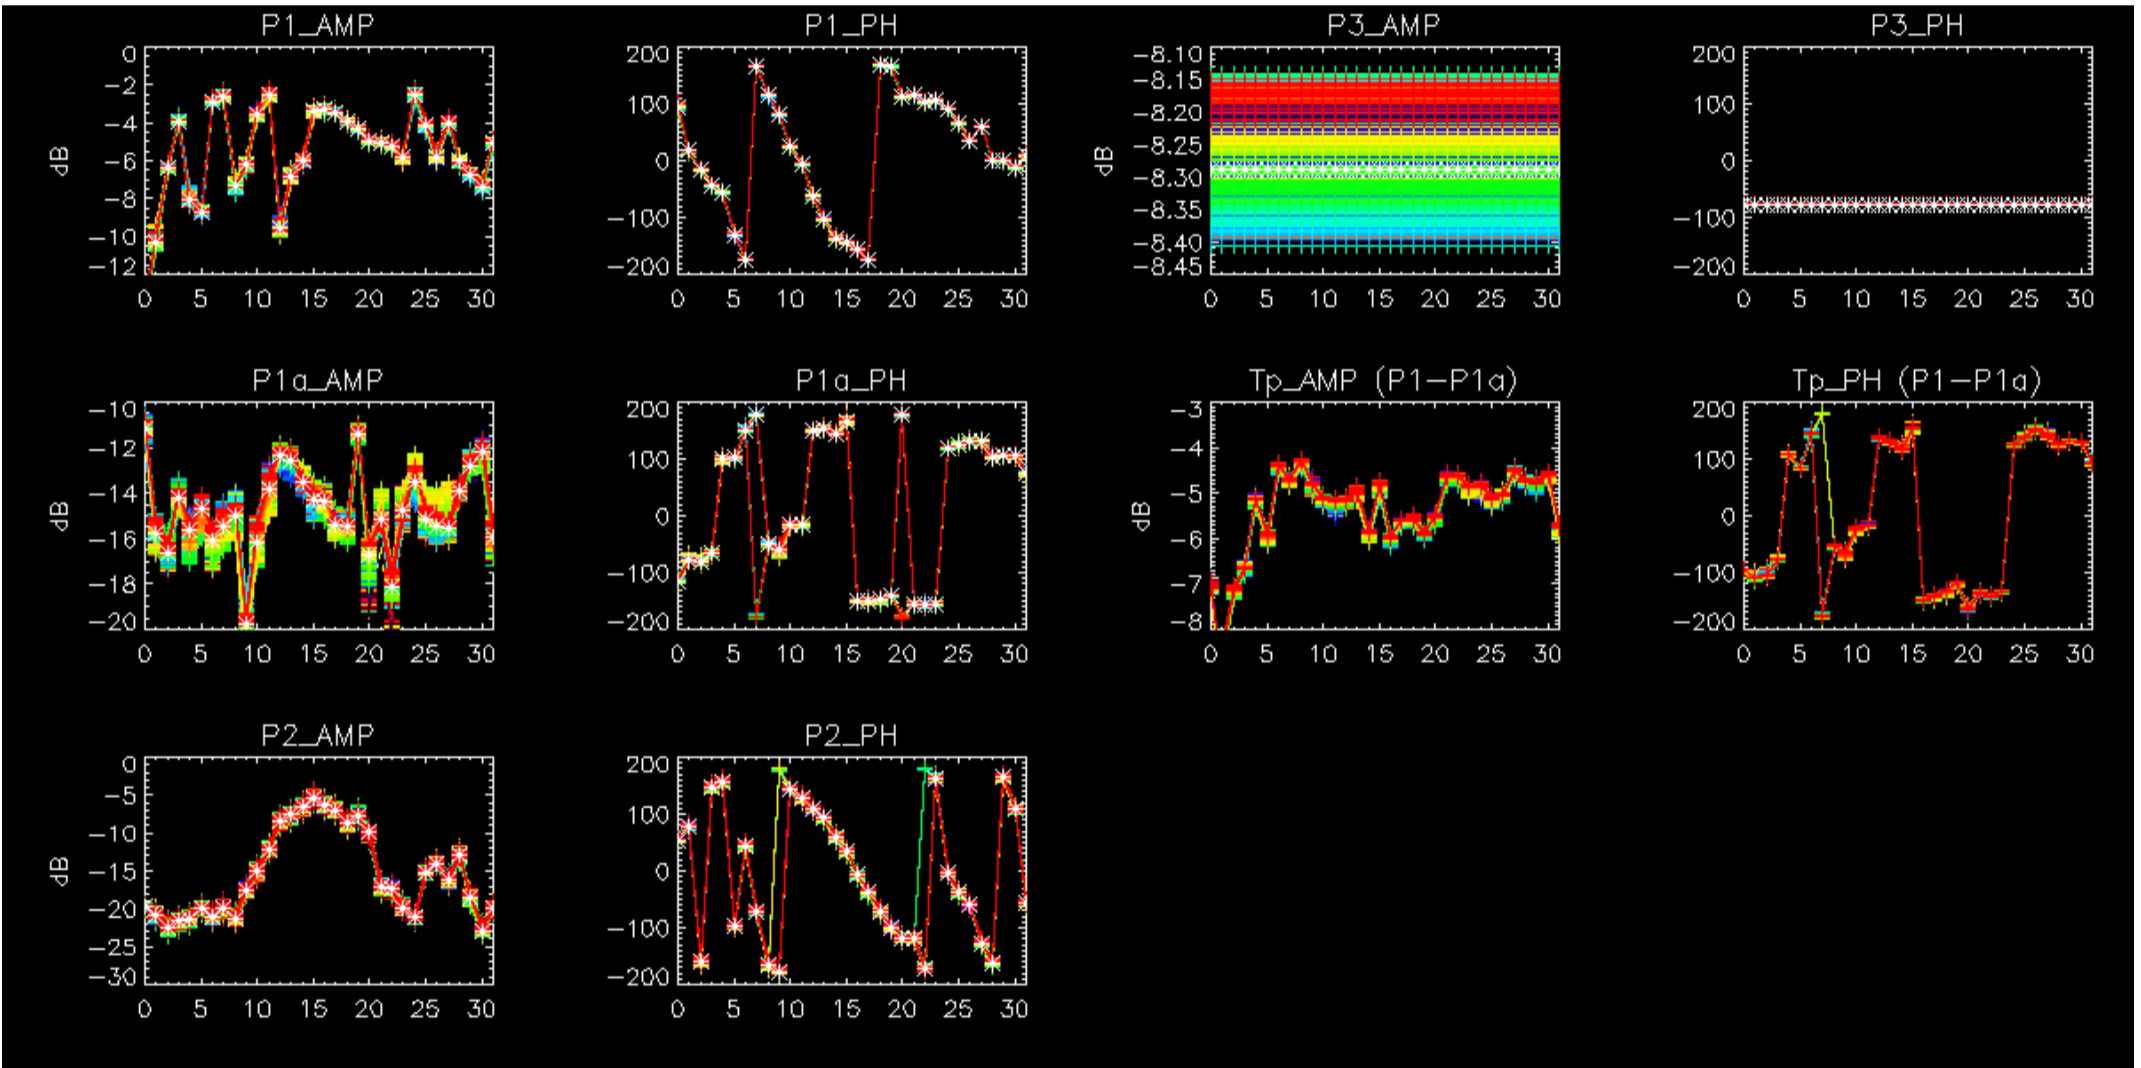 P1_AMP P1_PH P3_AMP P3_PH
0 200 −8.10 200
−2 100 −8.15 100
−4 0 −8.20 0
−6 −100 −8.25 −100
−8 −200 −8.30 −200
−10 −8.35
−12 −8.40
−8.45
dB dB
0 5 10 15 20 25 30 0 5 10 15 20 25 30 0 5 10 15 20 25 30 0 5 10 15 20 25 30
P1a_AMP P1a_PH Tp_AMP (P1−P1a) Tp_PH (P1−P1a)
−10 200 −3 200
−12 100 −4 100
−14 0 −5 0
−16 −100 −6 −100
−18 −200 −7 −200
−20 −8
dB dB
0 5 10 15 20 25 30 0 5 10 15 20 25 30 0 5 10 15 20 25 30 0 5 10 15 20 25 30
P2_AMP P2_PH
0 200
−5 100
−10 0
−15 −100
−20 −200
−25
−30
dB
0 5 10 15 20 25 30 0 5 10 15 20 25 30